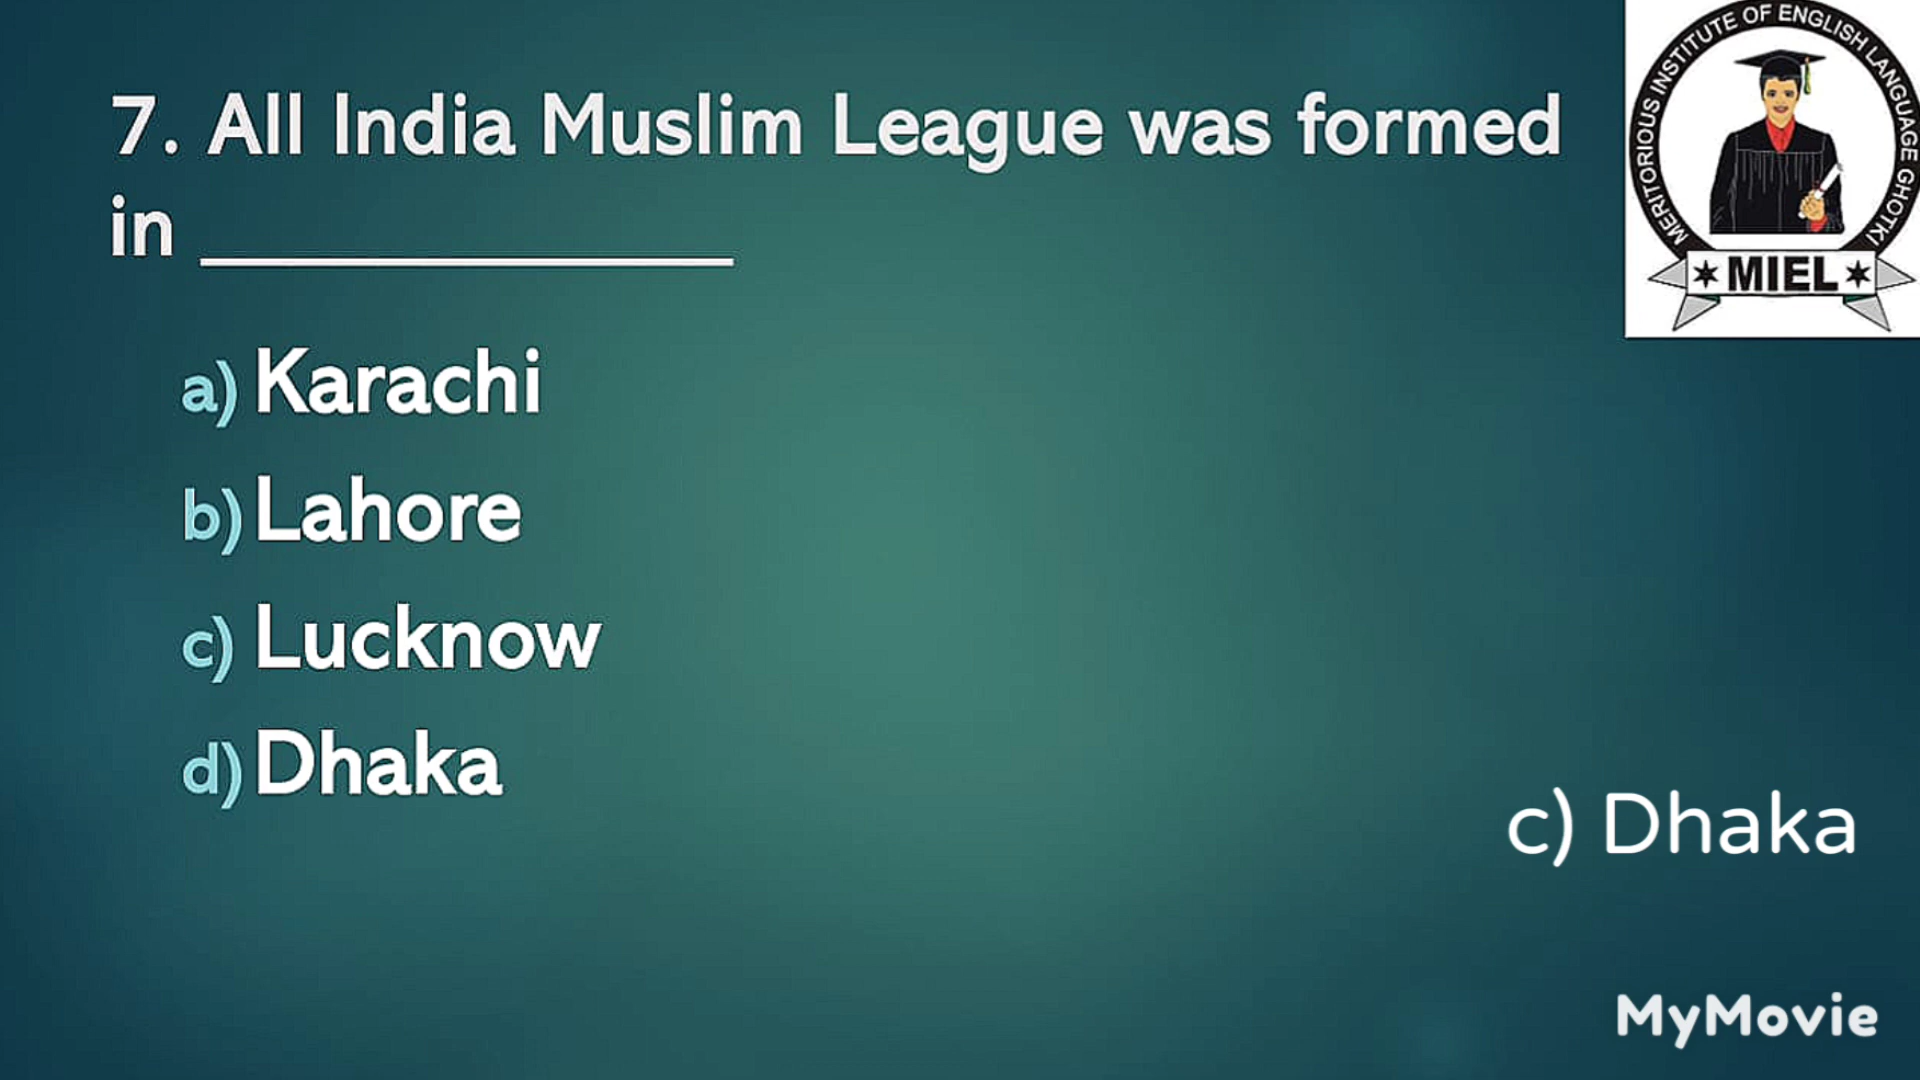 7. All India Muslim League was formed
in ____________
a) Karachi
b) Lahore
c) Lucknow
d) Dhaka
c) Dhaka
MERITORIOUS INSTITUTE OF ENGLISH LANGUAGE GHOTKI
MIEL
MyMovie